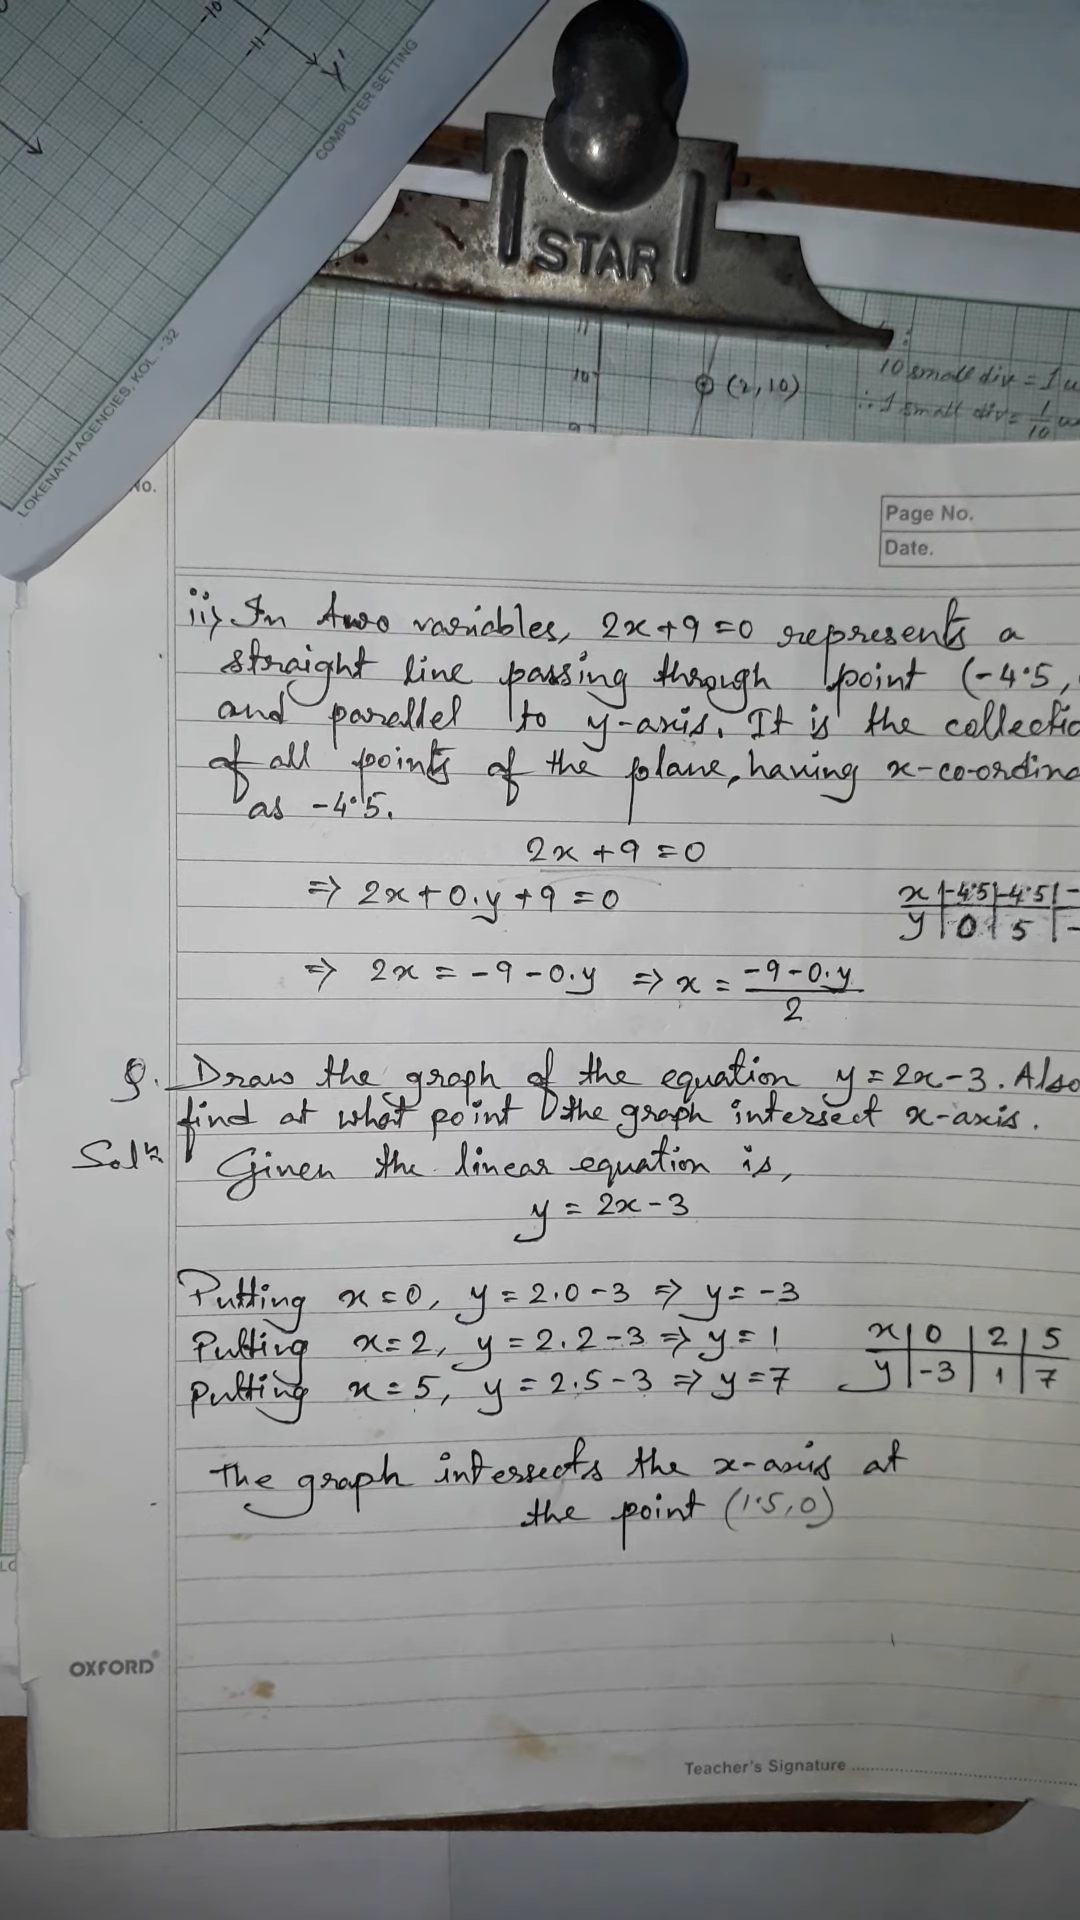 -10
-11
Y'
COMPUTER SETTING
LOKENATH AGENCIES, KOL - 32
STAR
11
10
9
(2,10)
10 small div = 1 u
∴ 1 small div = 1/10 u
No.
Page No.
Date.
ii) In two variables, 2x+9=0 represents a
straight line passing through point (-4.5,
and parellel to y-axis. It is the collectio
of all points of the plane, having x-co-ordina
as -4.5.
2x+9=0
⇒ 2x+0.y+9=0
x | -4.5 | -4.5 | -
y | 0 | 5 | -
⇒ 2x = -9-0.y ⇒ x = (-9-0.y)/2
Q. Draw the graph of the equation y=2x-3. Also
find at what point the graph intersect x-axis.
Solⁿ Given the linear equation is,
y = 2x-3
Putting x=0, y=2.0-3 ⇒ y=-3
Putting x=2, y=2.2-3 ⇒ y=1
Putting x=5, y=2.5-3 ⇒ y=7
x | 0 | 2 | 5
y | -3 | 1 | 7
The graph intersects the x-axis at
the point (1.5,0)
OXFORD
Teacher's Signature